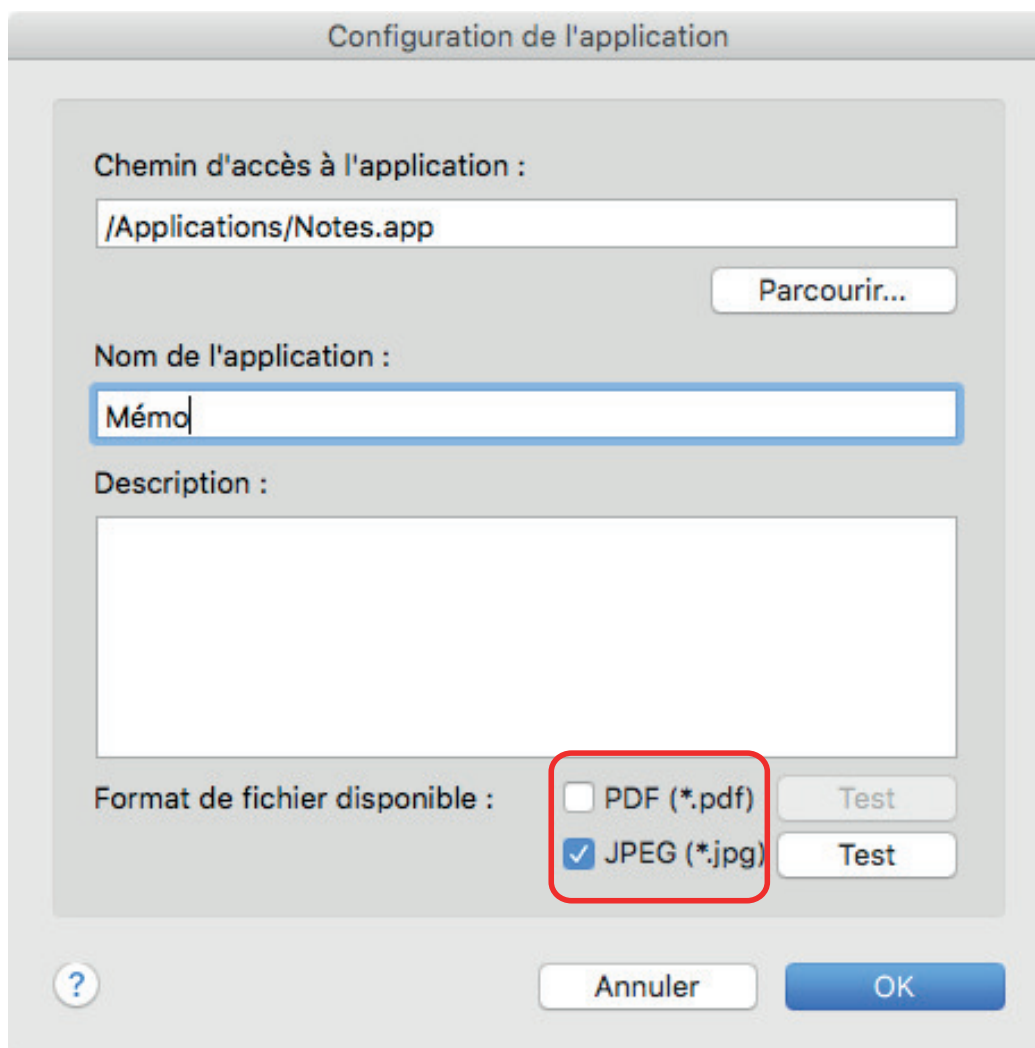 Configuration de l'application
Chemin d'accès à l'application :
/Applications/Notes.app
Parcourir...
Nom de l'application :
Mémo
Description :
Format de fichier disponible :
PDF (*.pdf)
Test
JPEG (*.jpg)
Test
?
Annuler
OK